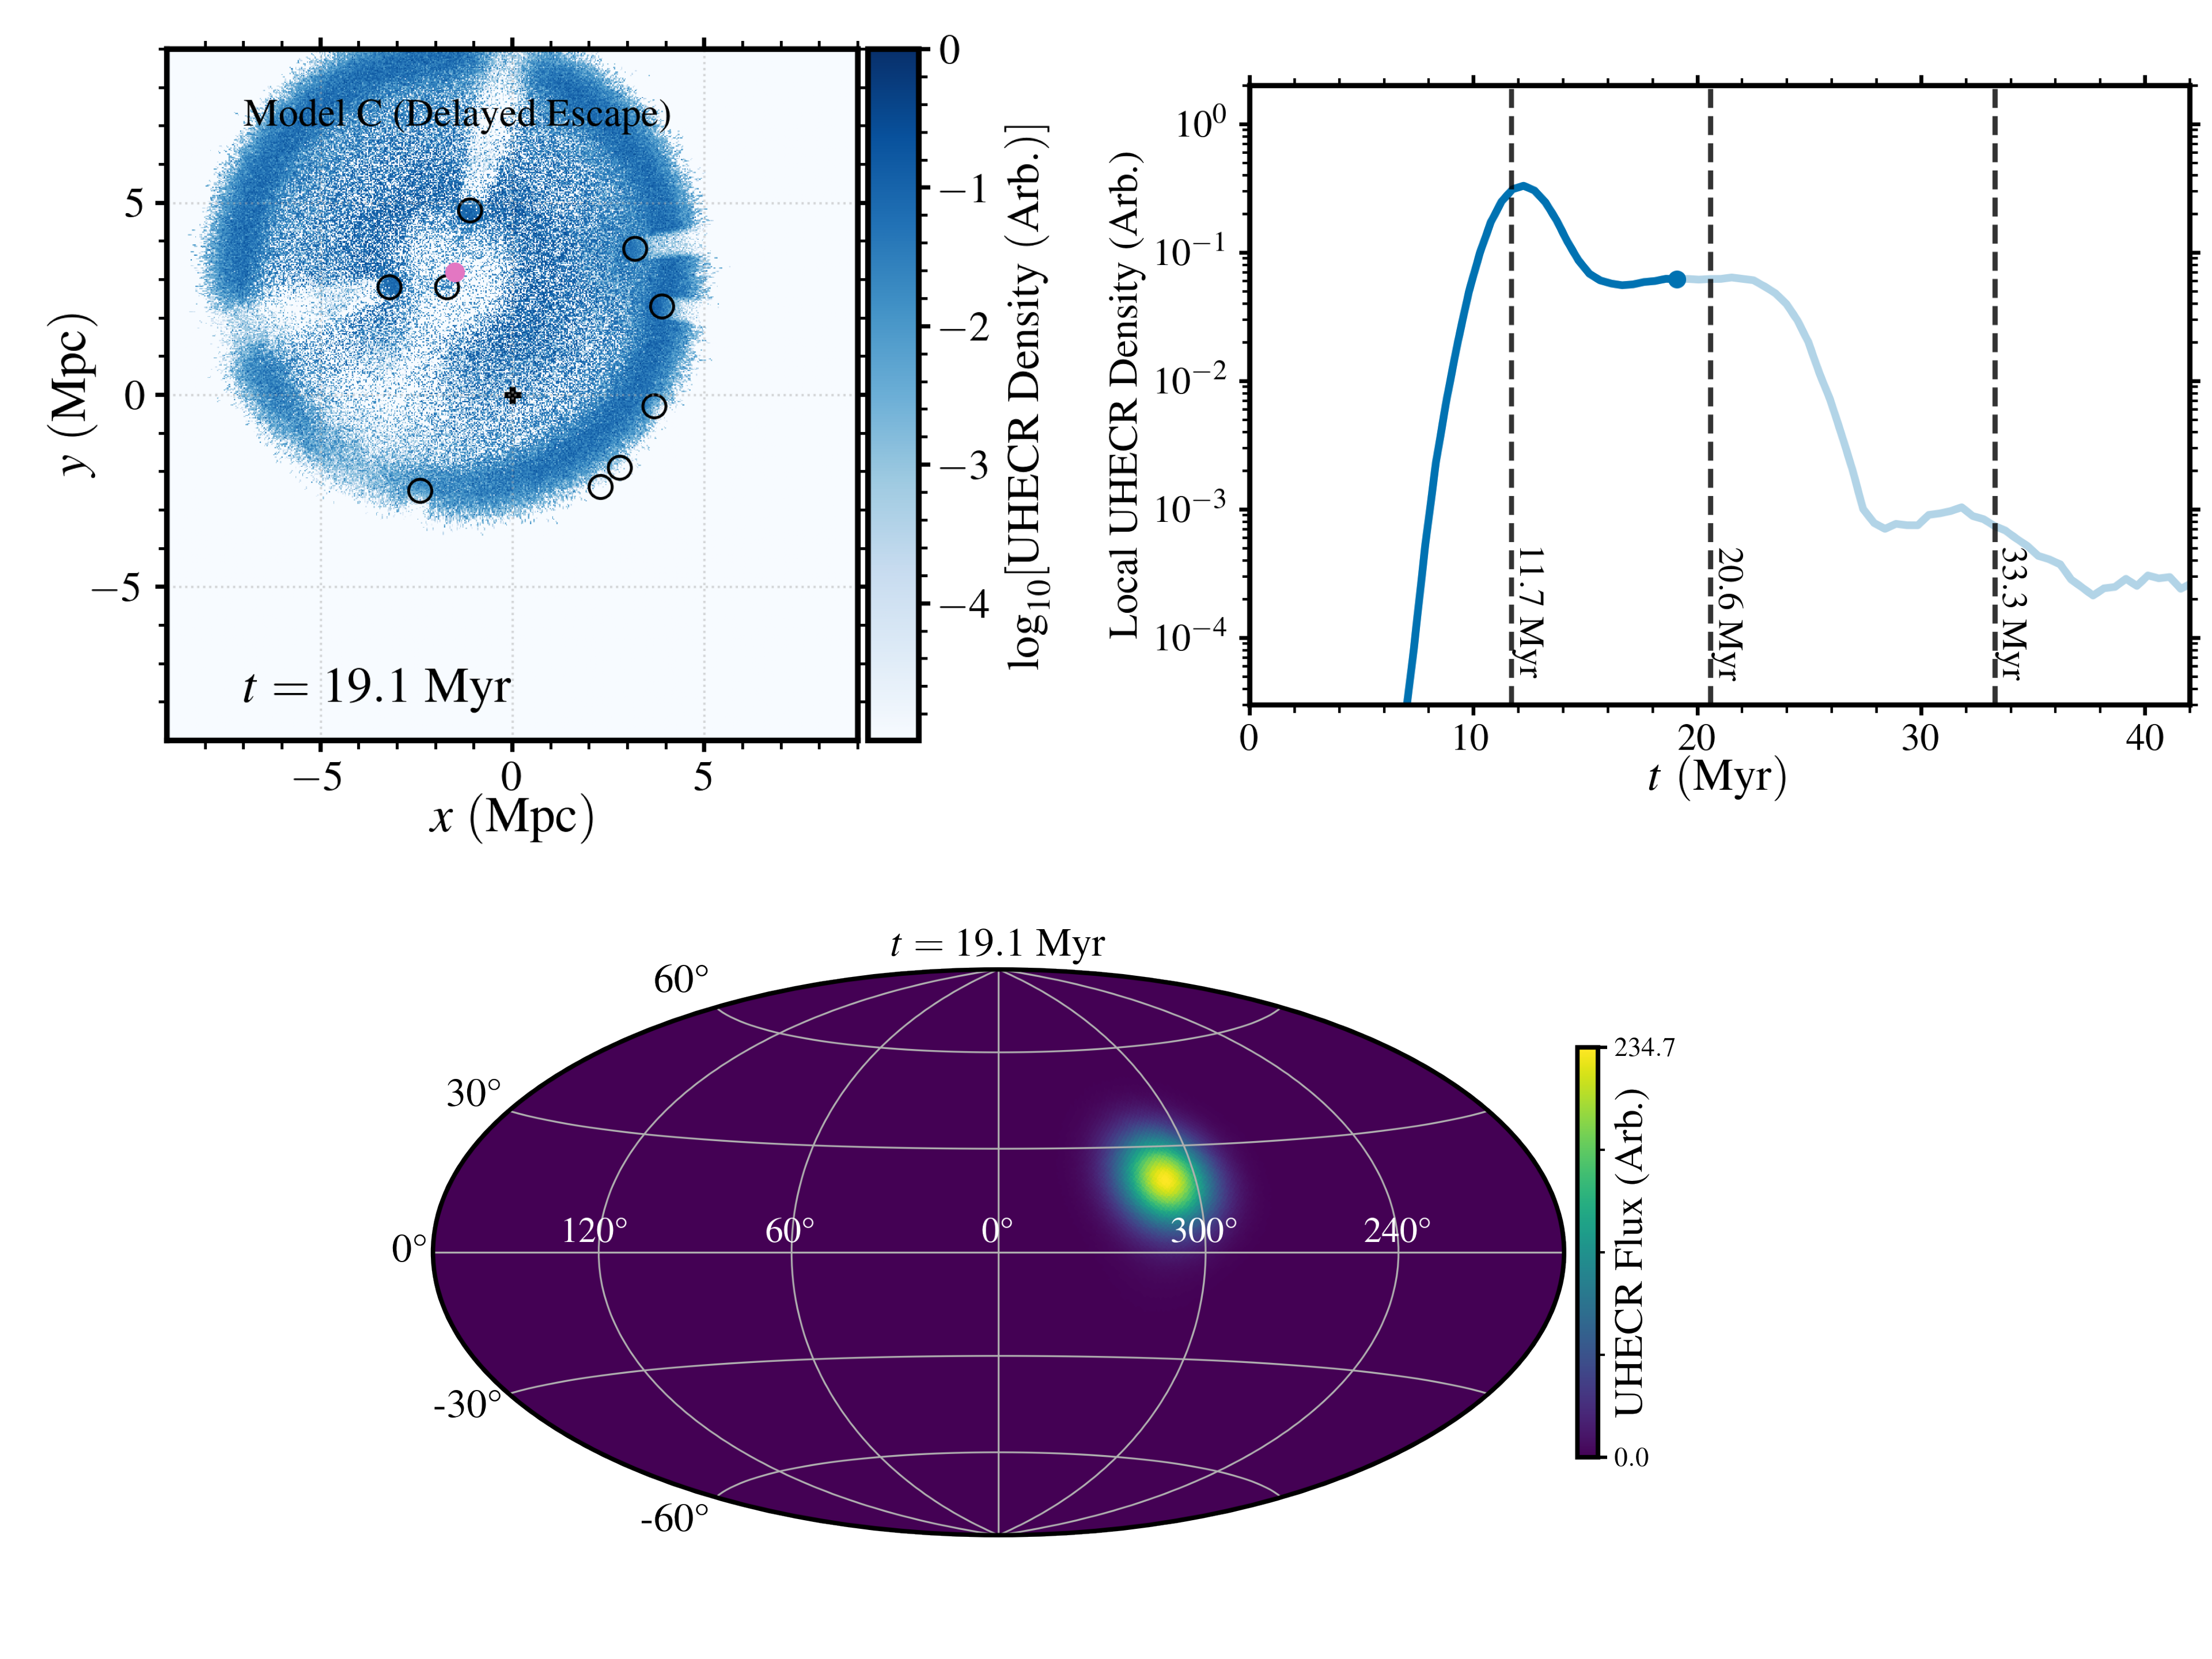 Model C (Delayed Escape)
t = 19.1 Myr
5
0
−5
y (Mpc)
−5
0
5
x (Mpc)
0
−1
−2
−3
−4
log10[UHECR Density (Arb.)]
10^0
10^−1
10^−2
10^−3
10^−4
Local UHECR Density (Arb.)
11.7 Myr
20.6 Myr
33.3 Myr
0
10
20
30
40
t (Myr)
t = 19.1 Myr
60°
30°
0°
-30°
-60°
120°
60°
0°
300°
240°
234.7
0.0
UHECR Flux (Arb.)